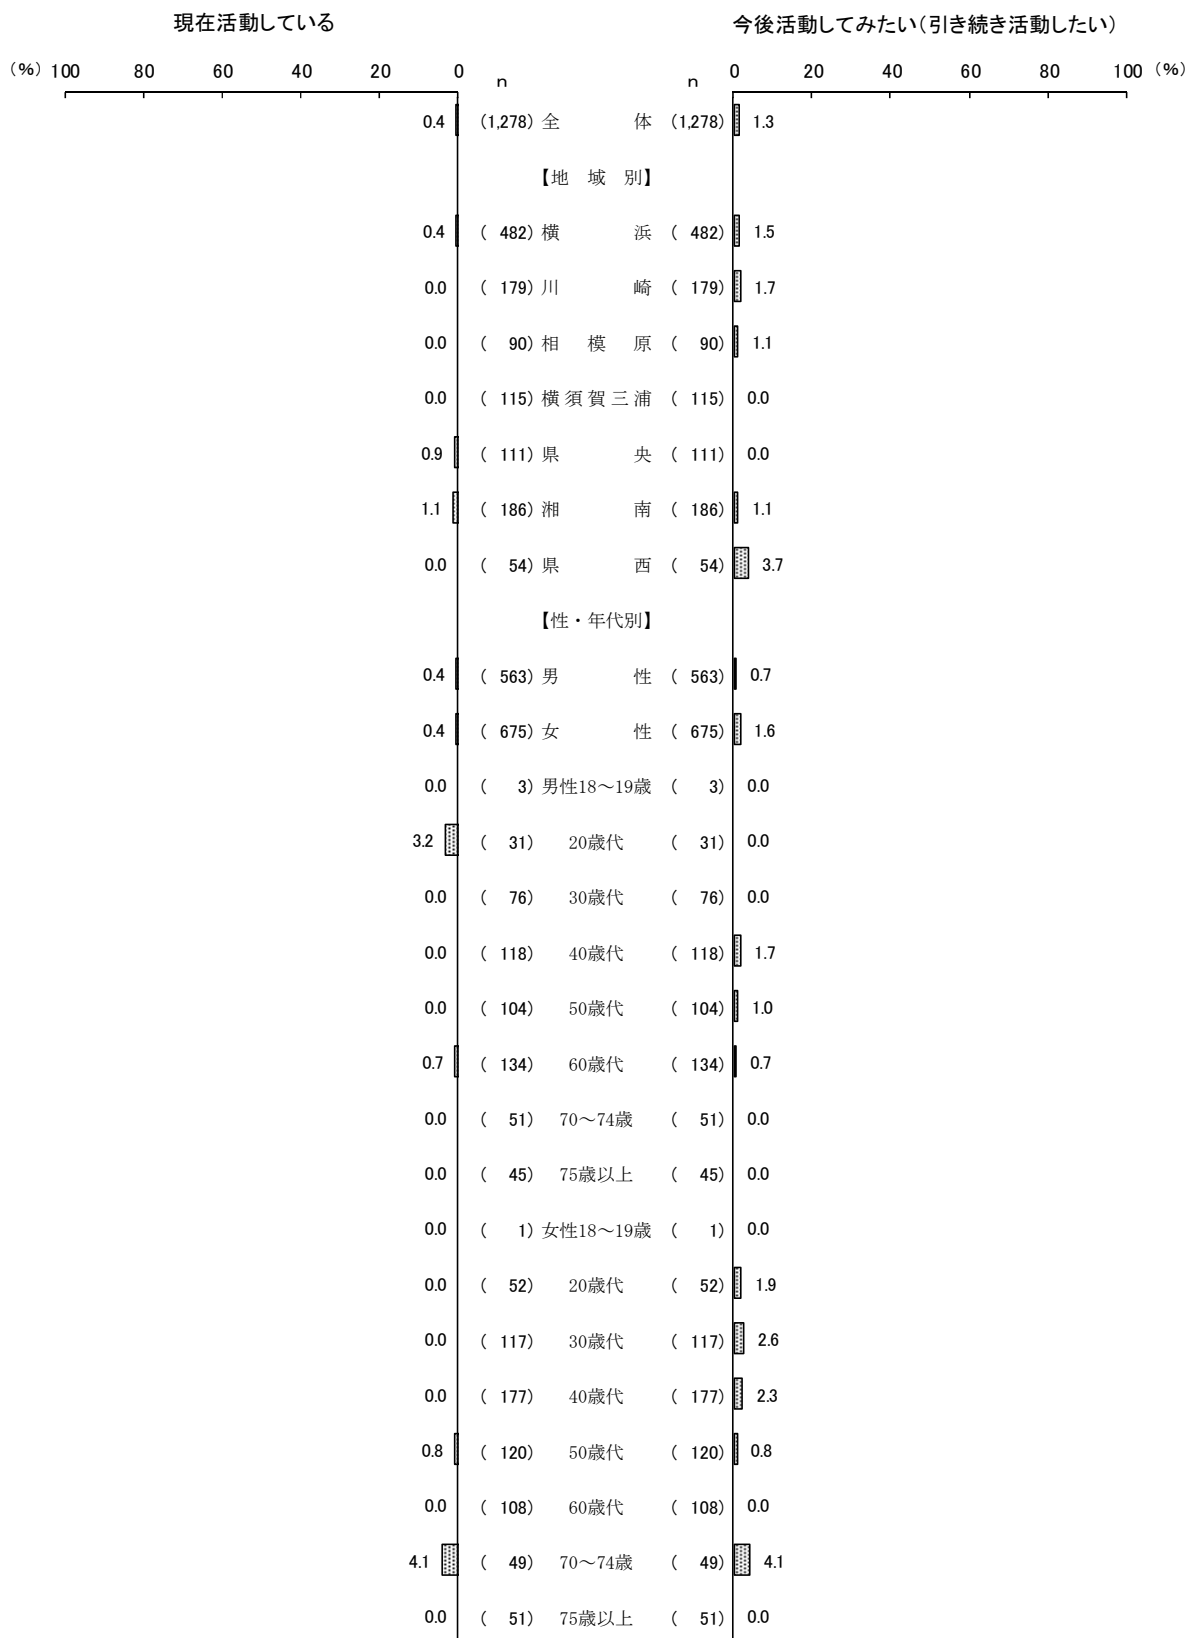 現在活動している 今後活動してみたい(引き続き活動したい)
(%) 100 80 60 40 20 0 n n 0 20 40 60 80 100 (%)
0.4 (1,278) 全 体 (1,278) 1.3
【地 域 別】
0.4 ( 482) 横 浜 ( 482) 1.5
0.0 ( 179) 川 崎 ( 179) 1.7
0.0 ( 90) 相 模 原 ( 90) 1.1
0.0 ( 115) 横須賀三浦 ( 115) 0.0
0.9 ( 111) 県 央 ( 111) 0.0
1.1 ( 186) 湘 南 ( 186) 1.1
0.0 ( 54) 県 西 ( 54) 3.7
【性・年代別】
0.4 ( 563) 男 性 ( 563) 0.7
0.4 ( 675) 女 性 ( 675) 1.6
0.0 ( 3) 男性18~19歳 ( 3) 0.0
3.2 ( 31) 20歳代 ( 31) 0.0
0.0 ( 76) 30歳代 ( 76) 0.0
0.0 ( 118) 40歳代 ( 118) 1.7
0.0 ( 104) 50歳代 ( 104) 1.0
0.7 ( 134) 60歳代 ( 134) 0.7
0.0 ( 51) 70~74歳 ( 51) 0.0
0.0 ( 45) 75歳以上 ( 45) 0.0
0.0 ( 1) 女性18~19歳 ( 1) 0.0
0.0 ( 52) 20歳代 ( 52) 1.9
0.0 ( 117) 30歳代 ( 117) 2.6
0.0 ( 177) 40歳代 ( 177) 2.3
0.8 ( 120) 50歳代 ( 120) 0.8
0.0 ( 108) 60歳代 ( 108) 0.0
4.1 ( 49) 70~74歳 ( 49) 4.1
0.0 ( 51) 75歳以上 ( 51) 0.0